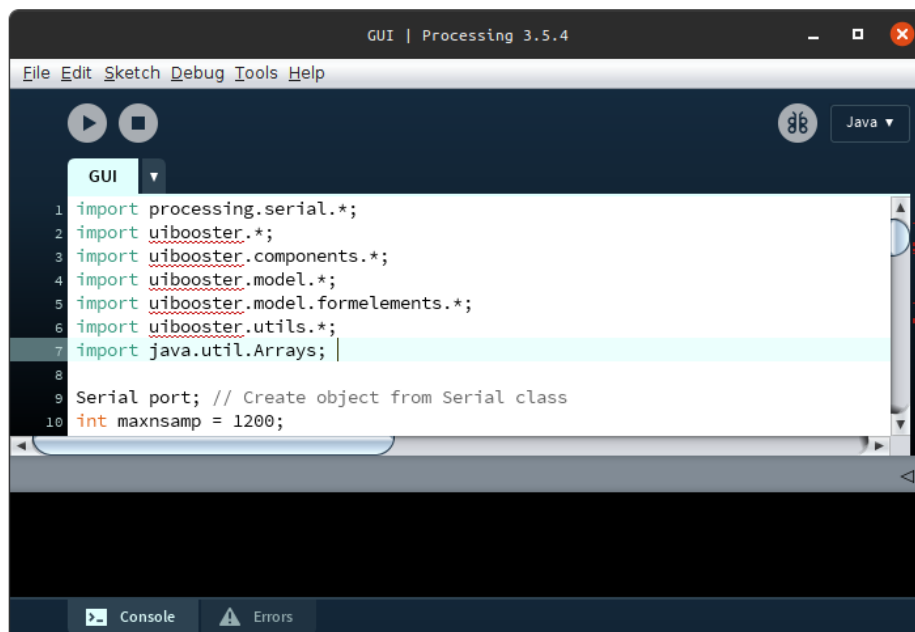 GUI | Processing 3.5.4
File Edit Sketch Debug Tools Help
Java ▾
GUI ▾
1 import processing.serial.*;
2 import uibooster.*;
3 import uibooster.components.*;
4 import uibooster.model.*;
5 import uibooster.model.formelements.*;
6 import uibooster.utils.*;
7 import java.util.Arrays;
8
9 Serial port; // Create object from Serial class
10 int maxnsamp = 1200;
Console Errors